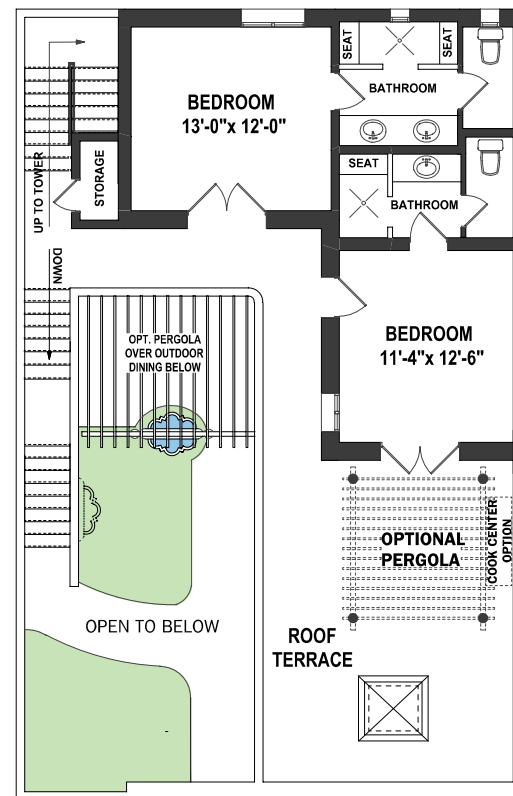 SEAT
SEAT
BATHROOM
BEDROOM
13'-0"x 12'-0"
STORAGE
UP TO TOWER
SEAT
BATHROOM
DOWN
BEDROOM
11'-4"x 12'-6"
OPT. PERGOLA
OVER OUTDOOR
DINING BELOW
OPTIONAL
PERGOLA
COOK CENTER
OPTION
OPEN TO BELOW
ROOF
TERRACE